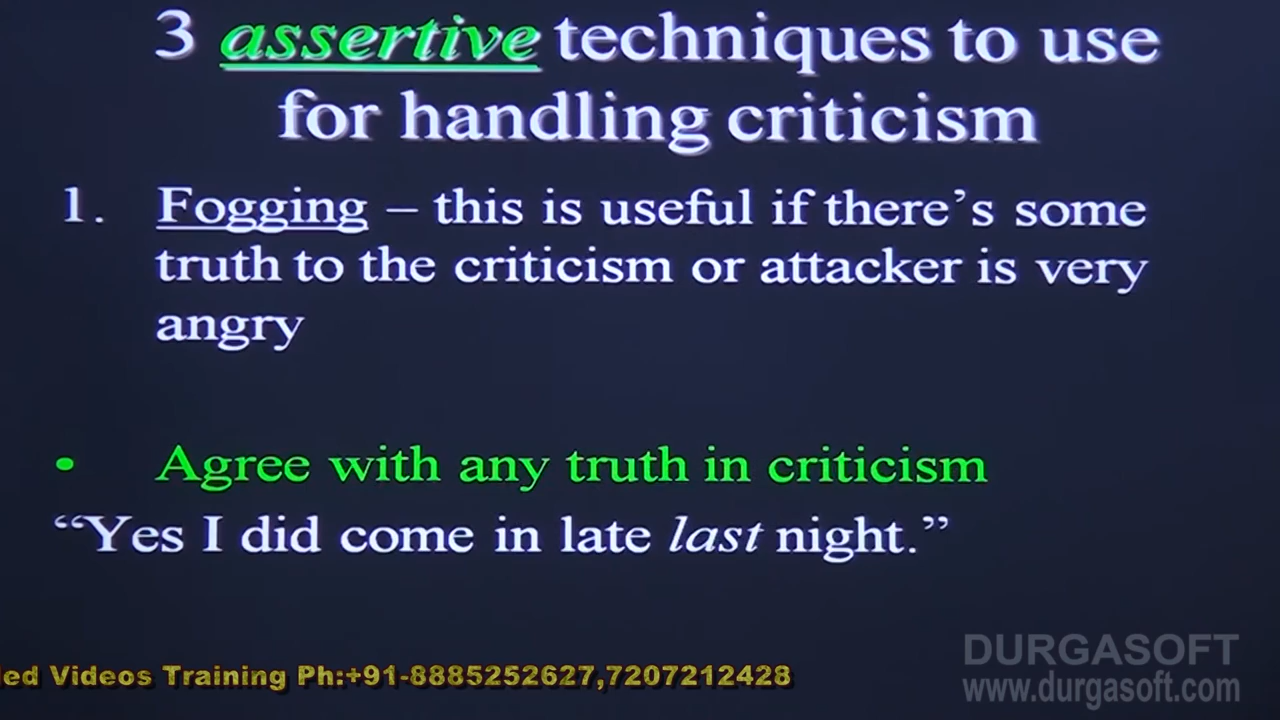 3 assertive techniques to use
for handling criticism
1. Fogging – this is useful if there’s some
truth to the criticism or attacker is very
angry
• Agree with any truth in criticism
“Yes I did come in late last night.”
led Videos Training Ph:+91-8885252627,7207212428
DURGASOFT
www.durgasoft.com